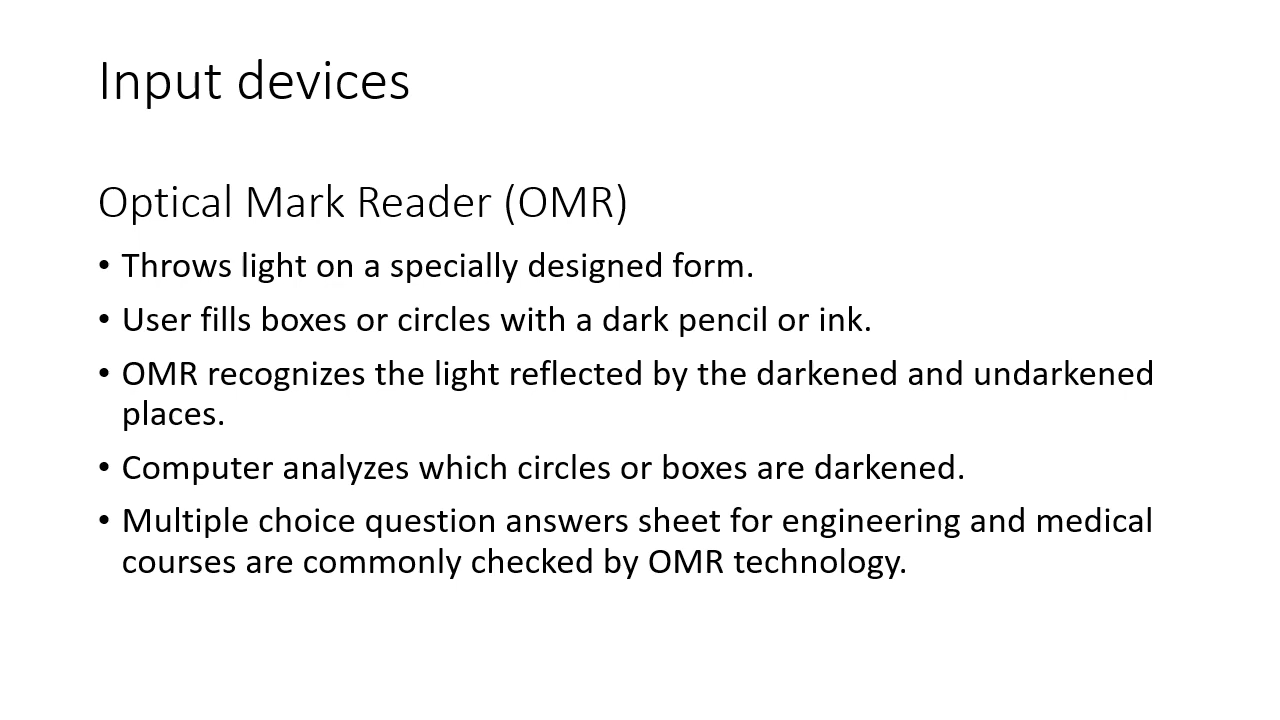 Input devices
Optical Mark Reader (OMR)
• Throws light on a specially designed form.
• User fills boxes or circles with a dark pencil or ink.
• OMR recognizes the light reflected by the darkened and undarkened
places.
• Computer analyzes which circles or boxes are darkened.
• Multiple choice question answers sheet for engineering and medical
courses are commonly checked by OMR technology.